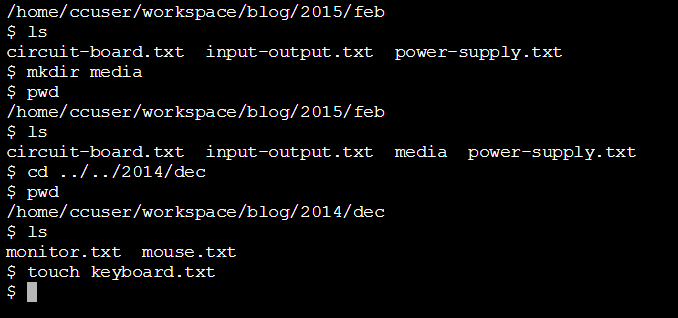 /home/ccuser/workspace/blog/2015/feb
$ ls
circuit-board.txt  input-output.txt  power-supply.txt
$ mkdir media
$ pwd
/home/ccuser/workspace/blog/2015/feb
$ ls
circuit-board.txt  input-output.txt  media  power-supply.txt
$ cd ../../2014/dec
$ pwd
/home/ccuser/workspace/blog/2014/dec
$ ls
monitor.txt  mouse.txt
$ touch keyboard.txt
$